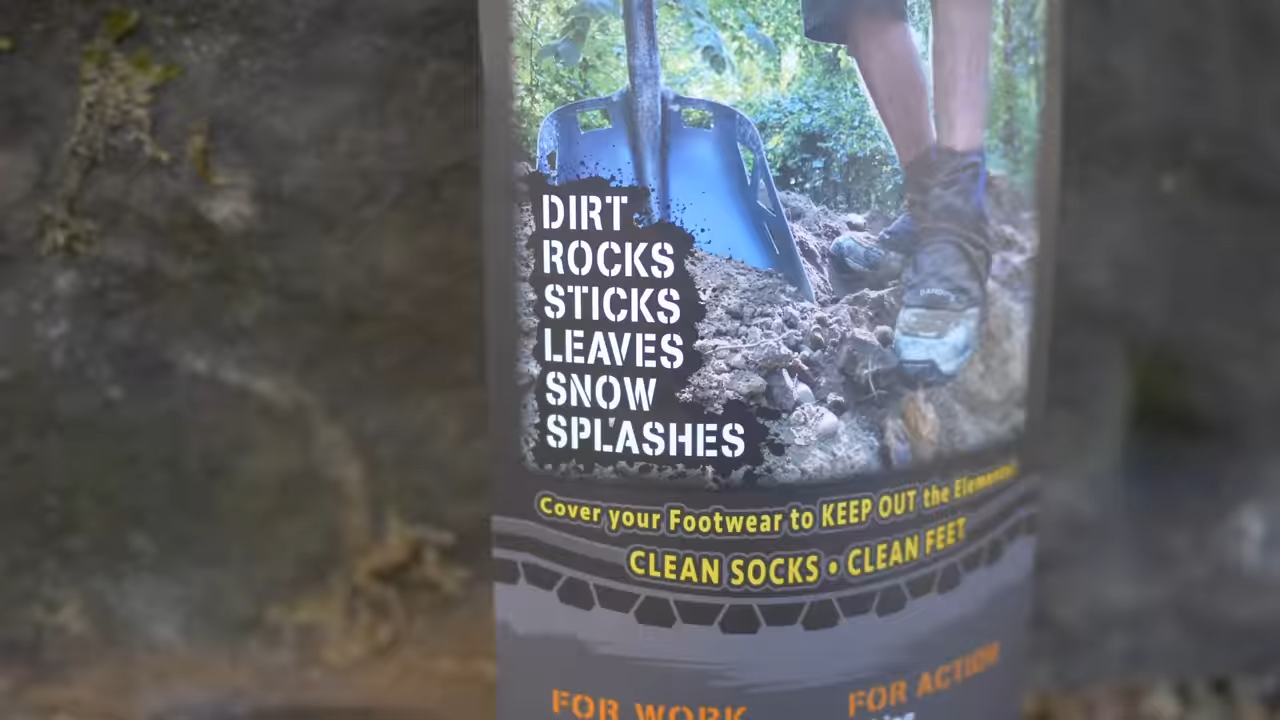 DIRT
ROCKS
STICKS
LEAVES
SNOW
SPLASHES
Cover your Footwear to KEEP OUT the Elements!
CLEAN SOCKS • CLEAN FEET
FOR WORK
FOR ACTION